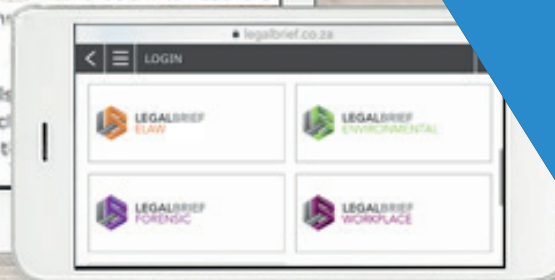 legalbrief.co.za
LOGIN
LEGALBRIEF
ELAW
LEGALBRIEF
ENVIRONMENTAL
LEGALBRIEF
FORENSIC
LEGALBRIEF
WORKPLACE